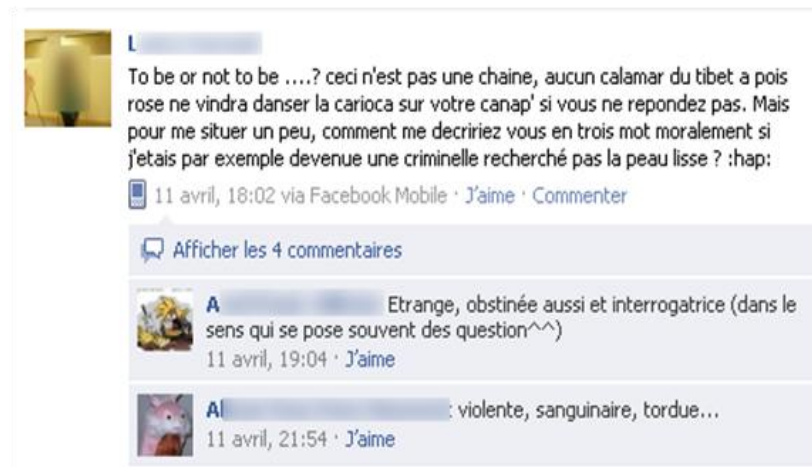 L
To be or not to be ....? ceci n'est pas une chaine, aucun calamar du tibet a pois
rose ne vindra danser la carioca sur votre canap' si vous ne repondez pas. Mais
pour me situer un peu, comment me decririez vous en trois mot moralement si
j'etais par exemple devenue une criminelle recherché pas la peau lisse ? :hap:
11 avril, 18:02 via Facebook Mobile · J'aime · Commenter
Afficher les 4 commentaires
A Etrange, obstinée aussi et interrogatrice (dans le
sens qui se pose souvent des question^^)
11 avril, 19:04 · J'aime
Al : violente, sanguinaire, tordue...
11 avril, 21:54 · J'aime